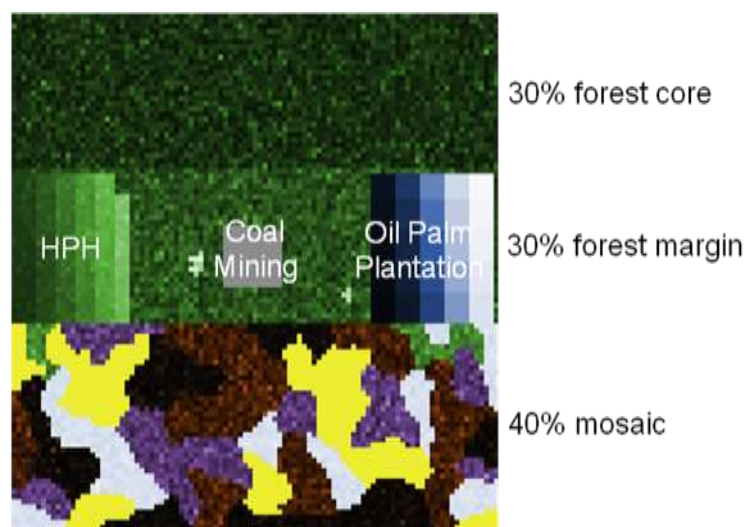 30% forest core
HPH
Coal
Mining
Oil Palm
Plantation
30% forest margin
40% mosaic